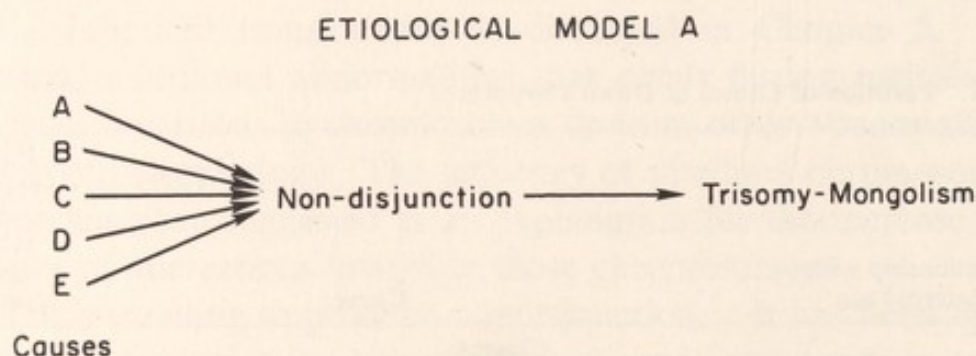 ETIOLOGICAL MODEL A
A
B
C Non-disjunction Trisomy-Mongolism
D
E
Causes